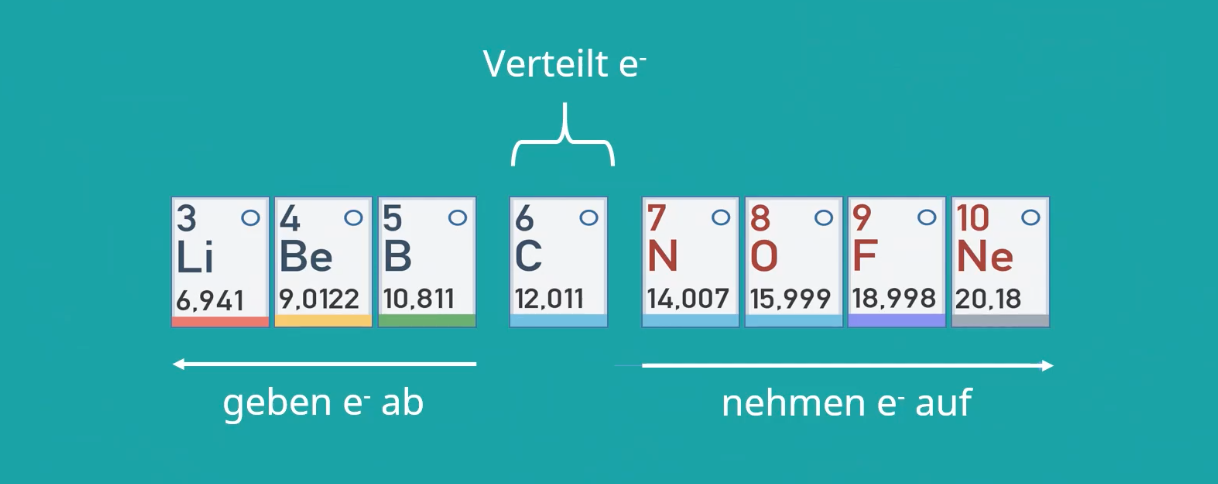 Verteilt e⁻
3 4 5 6 7 8 9 10
Li Be B C N O F Ne
6,941 9,0122 10,811 12,011 14,007 15,999 18,998 20,18
geben e⁻ ab nehmen e⁻ auf